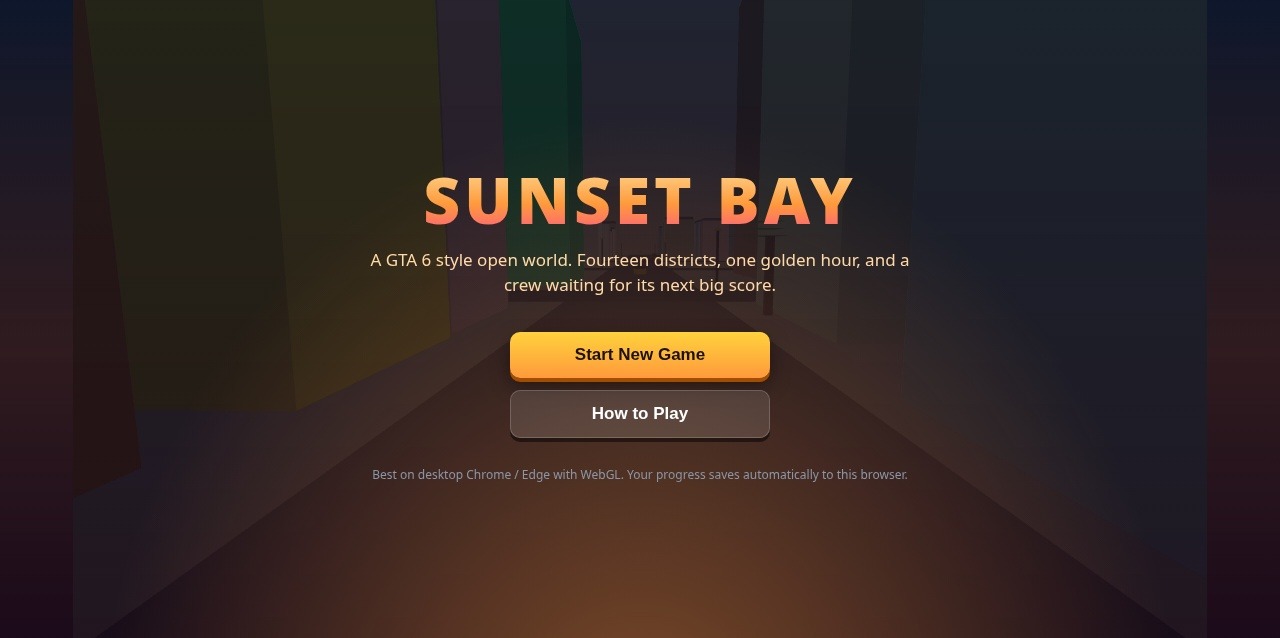 SUNSET BAY
A GTA 6 style open world. Fourteen districts, one golden hour, and a
crew waiting for its next big score.
Start New Game
How to Play
Best on desktop Chrome / Edge with WebGL. Your progress saves automatically to this browser.